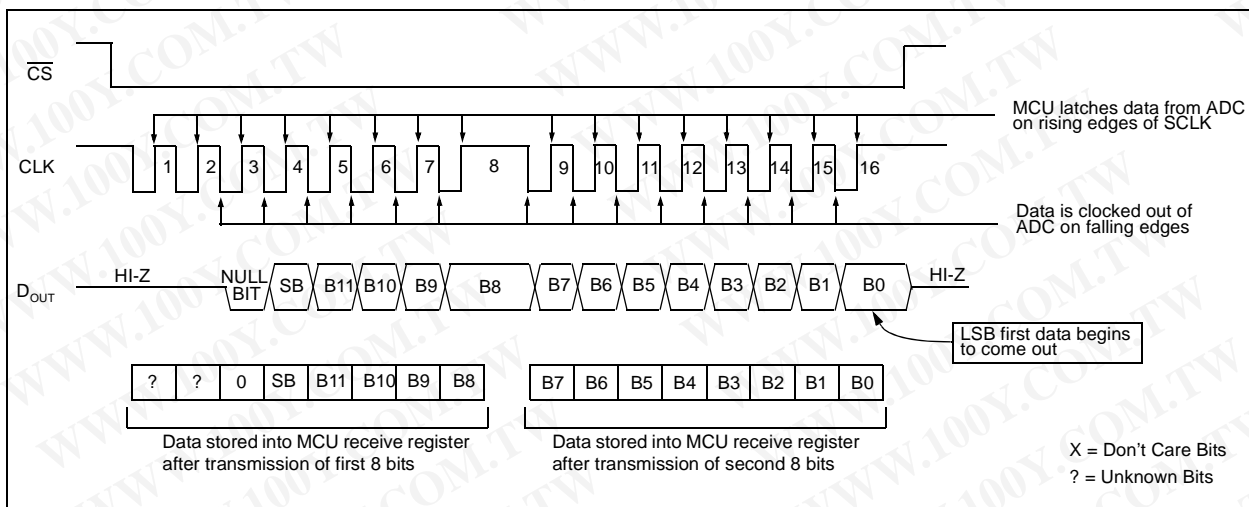 CS
MCU latches data from ADC
on rising edges of SCLK
CLK
1 2 3 4 5 6 7 8 9 10 11 12 13 14 15 16
Data is clocked out of
ADC on falling edges
HI-Z
NULL
BIT
SB B11 B10 B9 B8 B7 B6 B5 B4 B3 B2 B1 B0
HI-Z
DOUT
LSB first data begins
to come out
? ? 0 SB B11 B10 B9 B8
B7 B6 B5 B4 B3 B2 B1 B0
Data stored into MCU receive register
after transmission of first 8 bits
Data stored into MCU receive register
after transmission of second 8 bits
X = Don't Care Bits
? = Unknown Bits
WWW.100Y.COM.TW